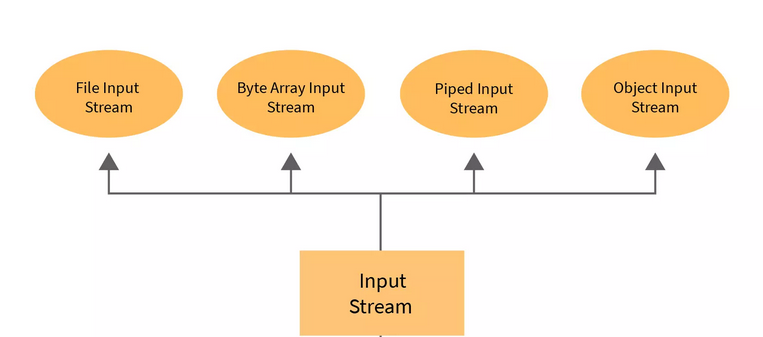 File Input
Stream
Byte Array Input
Stream
Piped Input
Stream
Object Input
Stream
Input
Stream